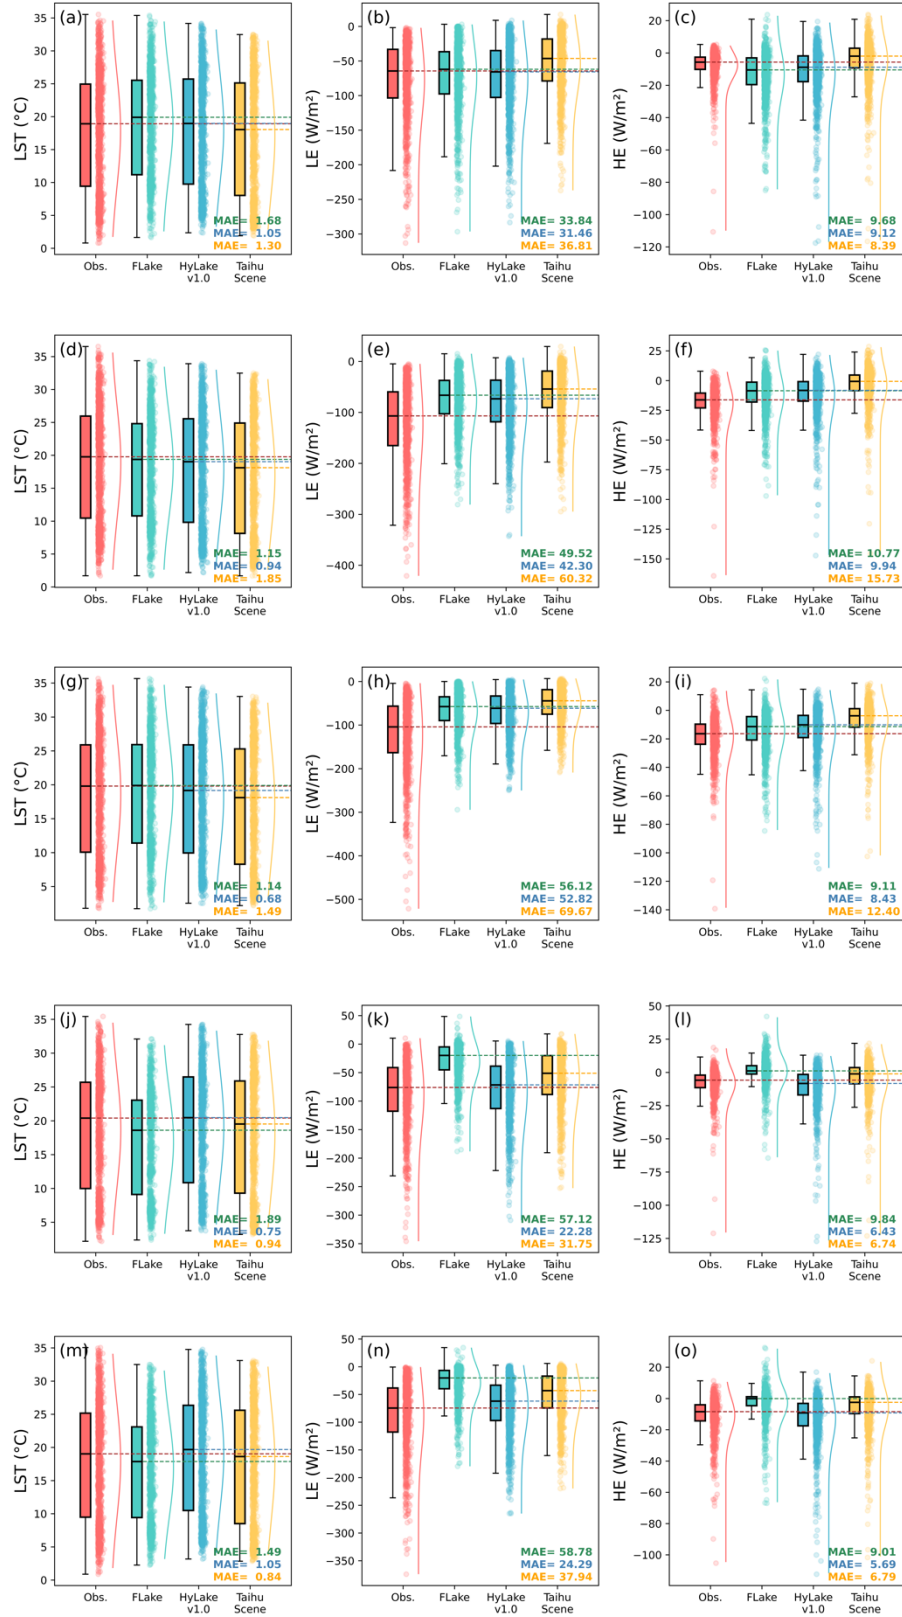 (a)
LST (°C)
35
30
25
20
15
10
5
0
MAE= 1.68
MAE= 1.05
MAE= 1.30
Obs.
FLake
HyLake
v1.0
Taihu
Scene
(b)
LE (W/m²)
0
−50
−100
−150
−200
−250
−300
MAE= 33.84
MAE= 31.46
MAE= 36.81
Obs.
FLake
HyLake
v1.0
Taihu
Scene
(c)
HE (W/m²)
20
0
−20
−40
−60
−80
−100
−120
MAE= 9.68
MAE= 9.12
MAE= 8.39
Obs.
FLake
HyLake
v1.0
Taihu
Scene
(d)
LST (°C)
35
30
25
20
15
10
5
0
MAE= 1.15
MAE= 0.94
MAE= 1.85
Obs.
FLake
HyLake
v1.0
Taihu
Scene
(e)
LE (W/m²)
0
−100
−200
−300
−400
MAE= 49.52
MAE= 42.30
MAE= 60.32
Obs.
FLake
HyLake
v1.0
Taihu
Scene
(f)
HE (W/m²)
25
0
−25
−50
−75
−100
−125
−150
MAE= 10.77
MAE= 9.94
MAE= 15.73
Obs.
FLake
HyLake
v1.0
Taihu
Scene
(g)
LST (°C)
35
30
25
20
15
10
5
MAE= 1.14
MAE= 0.68
MAE= 1.49
Obs.
FLake
HyLake
v1.0
Taihu
Scene
(h)
LE (W/m²)
0
−100
−200
−300
−400
−500
MAE= 56.12
MAE= 52.82
MAE= 69.67
Obs.
FLake
HyLake
v1.0
Taihu
Scene
(i)
HE (W/m²)
20
0
−20
−40
−60
−80
−100
−120
−140
MAE= 9.11
MAE= 8.43
MAE= 12.40
Obs.
FLake
HyLake
v1.0
Taihu
Scene
(j)
LST (°C)
35
30
25
20
15
10
5
MAE= 1.89
MAE= 0.75
MAE= 0.94
Obs.
FLake
HyLake
v1.0
Taihu
Scene
(k)
LE (W/m²)
50
0
−50
−100
−150
−200
−250
−300
−350
MAE= 57.12
MAE= 22.28
MAE= 31.75
Obs.
FLake
HyLake
v1.0
Taihu
Scene
(l)
HE (W/m²)
50
25
0
−25
−50
−75
−100
−125
MAE= 9.84
MAE= 6.43
MAE= 6.74
Obs.
FLake
HyLake
v1.0
Taihu
Scene
(m)
LST (°C)
35
30
25
20
15
10
5
0
MAE= 1.49
MAE= 1.05
MAE= 0.84
Obs.
FLake
HyLake
v1.0
Taihu
Scene
(n)
LE (W/m²)
50
0
−50
−100
−150
−200
−250
−300
−350
MAE= 58.78
MAE= 24.29
MAE= 37.94
Obs.
FLake
HyLake
v1.0
Taihu
Scene
(o)
HE (W/m²)
20
0
−20
−40
−60
−80
−100
MAE= 9.01
MAE= 5.69
MAE= 6.79
Obs.
FLake
HyLake
v1.0
Taihu
Scene